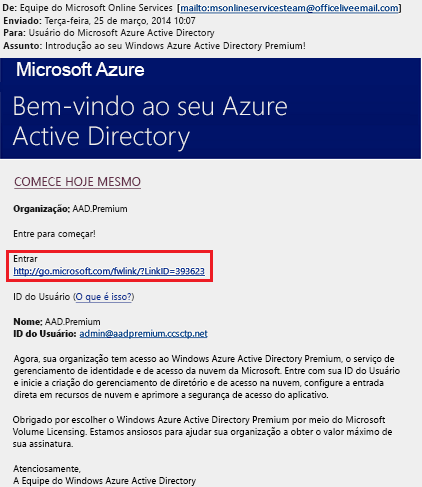 De: Equipe do Microsoft Online Services [mailto:msonlineservicesteam@officeliveemail.com]
Enviado: Terça-feira, 25 de março, 2014 10:07
Para: Usuário do Microsoft Azure Active Directory
Assunto: Introdução ao seu Windows Azure Active Directory Premium!
Microsoft Azure
Bem-vindo ao seu Azure
Active Directory
COMECE HOJE MESMO
Organização; AAD.Premium
Entre para começar!
Entrar
http://go.microsoft.com/fwlink/?LinkID=393623
ID do Usuário (O que é isso?)
Nome; AAD.Premium
ID do Usuário: admin@aadpremium.ccsctp.net
Agora, sua organização tem acesso ao Windows Azure Active Directory Premium, o serviço de
gerenciamento de identidade e de acesso da nuvem da Microsoft. Entre com sua ID do Usuário
e inicie a criação do gerenciamento de diretório e de acesso na nuvem, configure a entrada
direta em recursos de nuvem e aprimore a segurança de acesso do aplicativo.
Obrigado por escolher o Windows Azure Active Directory Premium por meio do Microsoft
Volume Licensing. Estamos ansiosos para ajudar sua organização a obter o valor máximo de
sua assinatura.
Atenciosamente,
A Equipe do Windows Azure Active Directory